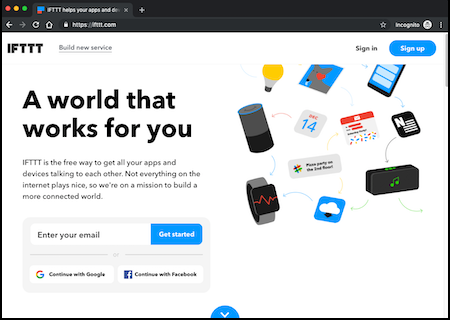 IFTTT helps your apps and de
https://ifttt.com
Incognito
IFTTT
Build new service
Sign in
Sign up
A world that
works for you
IFTTT is the free way to get all your apps and
devices talking to each other. Not everything on the
internet plays nice, so we're on a mission to build a
more connected world.
Enter your email
Get started
or
Continue with Google
Continue with Facebook
DEC
14
Pizza party on
the 2nd floor!